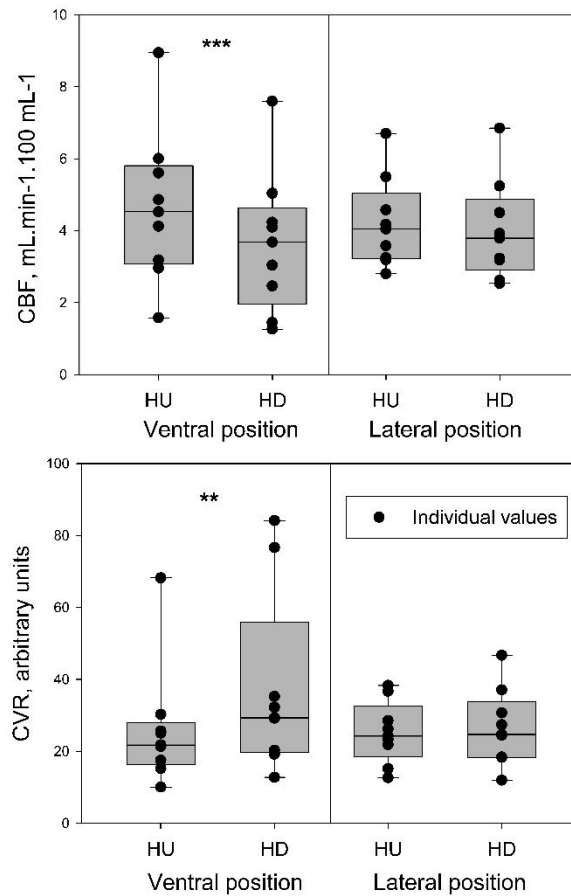 10
8
6
4
2
0
CBF, mL.min-1.100 mL-1
***
HU HD HU HD
Ventral position Lateral position
100
80
60
40
20
0
CVR, arbitrary units
**
Individual values
HU HD HU HD
Ventral position Lateral position